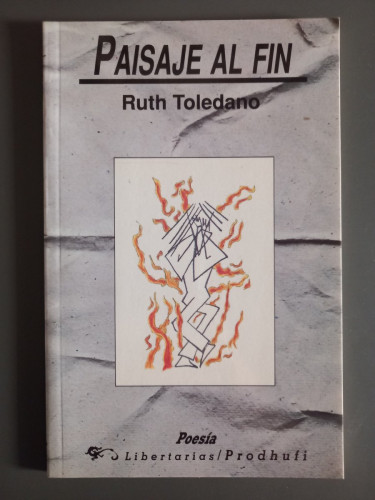 PAISAJE AL FIN
Ruth Toledano
Poesía
Libertarias/Prodhufi